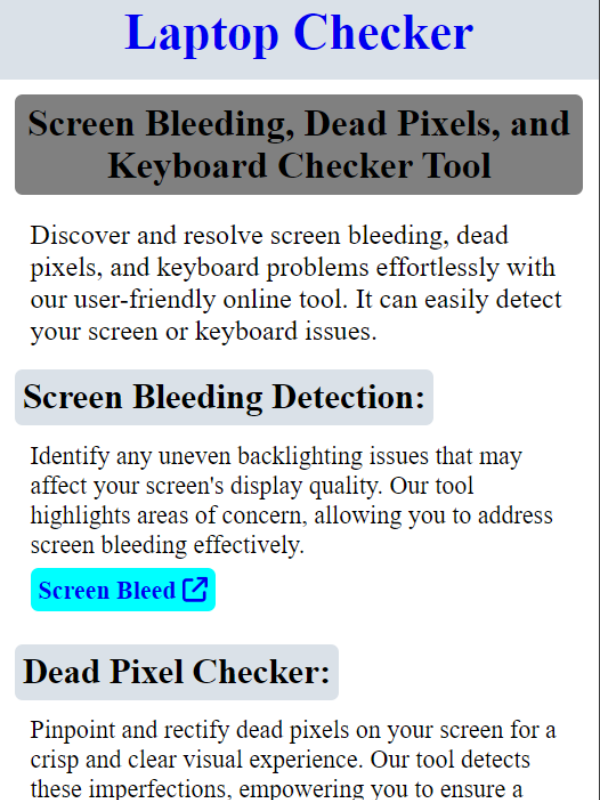 Laptop Checker
Screen Bleeding, Dead Pixels, and
Keyboard Checker Tool
Discover and resolve screen bleeding, dead
pixels, and keyboard problems effortlessly with
our user-friendly online tool. It can easily detect
your screen or keyboard issues.
Screen Bleeding Detection:
Identify any uneven backlighting issues that may
affect your screen's display quality. Our tool
highlights areas of concern, allowing you to address
screen bleeding effectively.
Screen Bleed
Dead Pixel Checker:
Pinpoint and rectify dead pixels on your screen for a
crisp and clear visual experience. Our tool detects
these imperfections, empowering you to ensure a